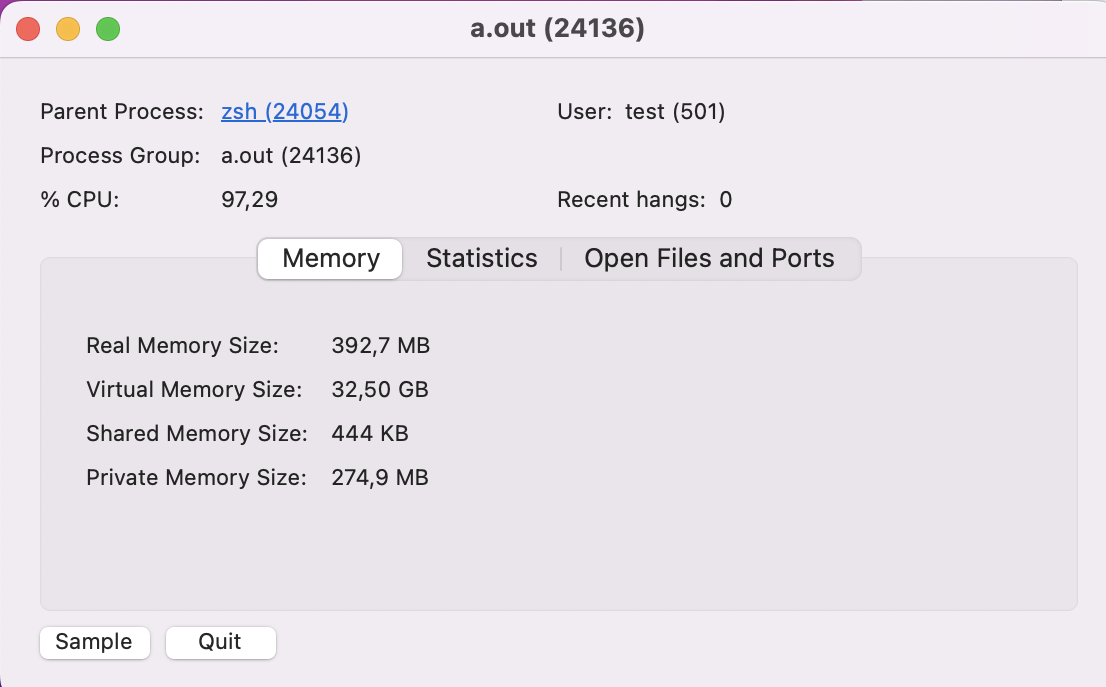 a.out (24136)
Parent Process: zsh (24054) User: test (501)
Process Group: a.out (24136)
% CPU: 97,29 Recent hangs: 0
Memory Statistics Open Files and Ports
Real Memory Size: 392,7 MB
Virtual Memory Size: 32,50 GB
Shared Memory Size: 444 KB
Private Memory Size: 274,9 MB
Sample Quit